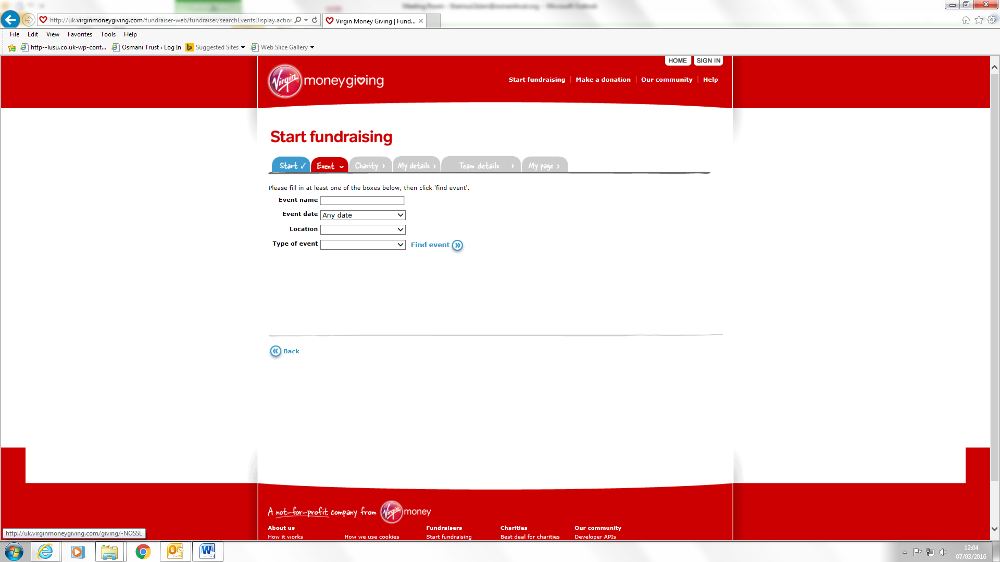 http://uk.virginmoneygiving.com/fundraiser-web/fundraiser/searchEventsDisplay.action
Virgin Money Giving | Fund...
File Edit View Favorites Tools Help
http--lusu.co.uk-wp-cont... Osmani Trust › Log In Suggested Sites Web Slice Gallery
HOME SIGN IN
Virgin money giving
Start fundraising | Make a donation | Our community | Help
Start fundraising
Start ✓ Event Charity › My details › Team details › My page ›
Please fill in at least one of the boxes below, then click 'find event'.
Event name
Event date Any date
Location
Type of event Find event
Back
A not-for-profit company from Virgin money
About us Fundraisers Charities Our community
How it works How we use cookies Start fundraising Best deal for charities Developer APIs
http://uk.virginmoneygiving.com/giving/-NOSSL
12:04
07/03/2016